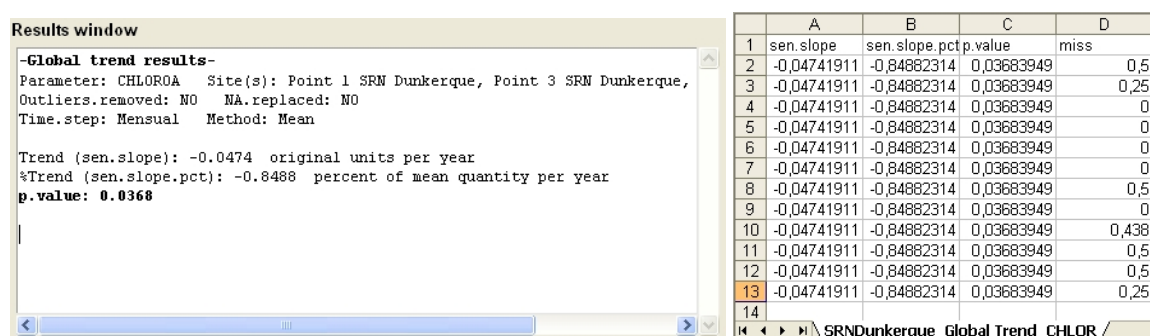 Results window
-Global trend results-
Parameter: CHLOROA Site(s): Point 1 SRN Dunkerque, Point 3 SRN Dunkerque,
Outliers.removed: NO NA.replaced: NO
Time.step: Mensual Method: Mean
Trend (sen.slope): -0.0474 original units per year
%Trend (sen.slope.pct): -0.8488 percent of mean quantity per year
p.value: 0.0368
A B C D
1 sen.slope sen.slope.pct p.value miss
2 -0,04741911 -0,84882314 0,03683949 0,5
3 -0,04741911 -0,84882314 0,03683949 0,25
4 -0,04741911 -0,84882314 0,03683949 0
5 -0,04741911 -0,84882314 0,03683949 0
6 -0,04741911 -0,84882314 0,03683949 0
7 -0,04741911 -0,84882314 0,03683949 0
8 -0,04741911 -0,84882314 0,03683949 0,5
9 -0,04741911 -0,84882314 0,03683949 0
10 -0,04741911 -0,84882314 0,03683949 0,438
11 -0,04741911 -0,84882314 0,03683949 0,5
12 -0,04741911 -0,84882314 0,03683949 0,5
13 -0,04741911 -0,84882314 0,03683949 0,25
14
SRNDunkerque_Global Trend_CHLOR